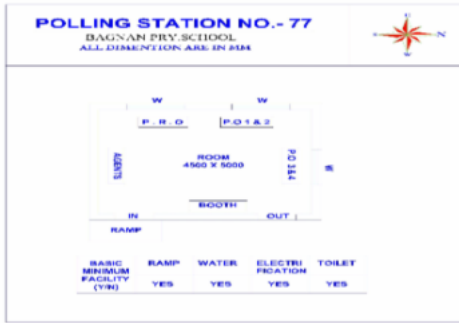 POLLING STATION NO.- 77
BAGNAN PRY.SCHOOL
ALL DIMENTION ARE IN MM
N
W
W
W
P.R.O
P.O 1 & 2
AGENTS
ROOM
4500 X 5000
P.O 3&4
W
BOOTH
IN
OUT
RAMP
BASIC MINIMUM FACILITY (Y/N)
RAMP
WATER
ELECTRI FICATION
TOILET
YES
YES
YES
YES